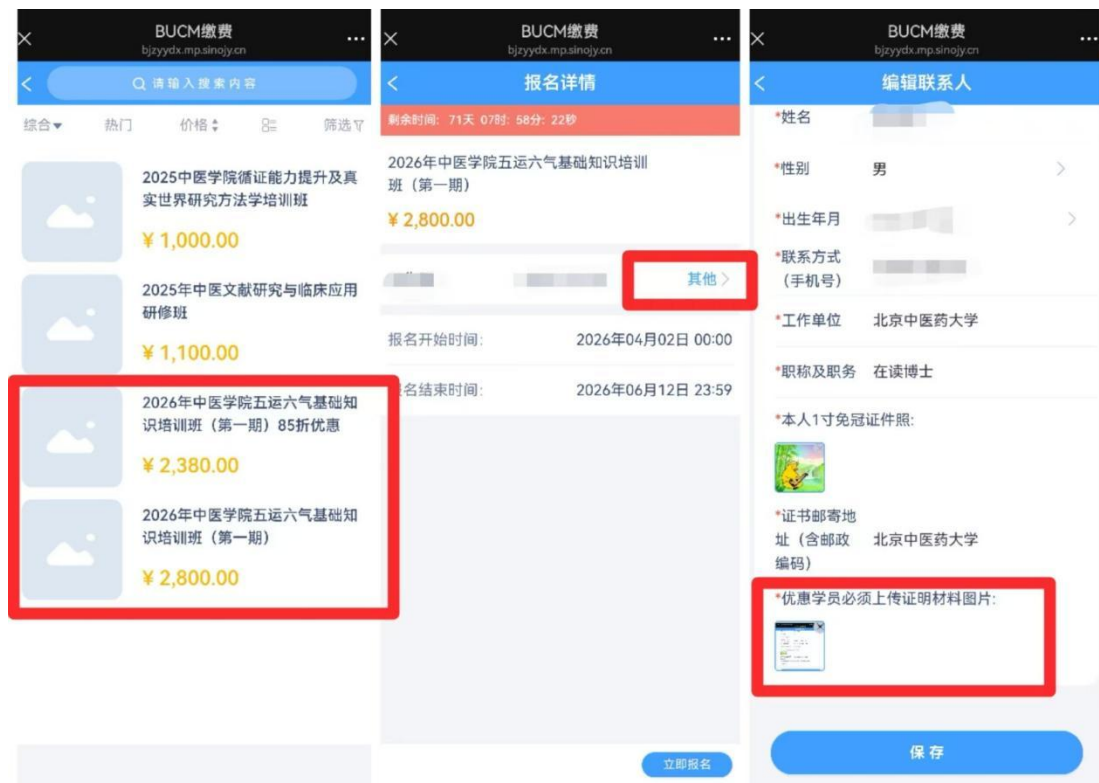 BUCM缴费
bjzyydx.mp.sinojy.cn
请输入搜索内容
综合 热门 价格 筛选
2025中医学院循证能力提升及真
实世界研究方法学培训班
¥ 1,000.00
2025年中医文献研究与临床应用
研修班
¥ 1,100.00
2026年中医学院五运六气基础知
识培训班（第一期）85折优惠
¥ 2,380.00
2026年中医学院五运六气基础知
识培训班（第一期）
¥ 2,800.00
BUCM缴费
bjzyydx.mp.sinojy.cn
报名详情
剩余时间: 71天 07时: 58分: 22秒
2026年中医学院五运六气基础知识培训
班（第一期）
¥ 2,800.00
其他
报名开始时间: 2026年04月02日 00:00
报名结束时间: 2026年06月12日 23:59
立即报名
BUCM缴费
bjzyydx.mp.sinojy.cn
编辑联系人
*姓名
*性别 男
*出生年月
*联系方式
（手机号）
*工作单位 北京中医药大学
*职称及职务 在读博士
*本人1寸免冠证件照:
*证书邮寄地
址（含邮政 北京中医药大学
编码）
*优惠学员必须上传证明材料图片:
保存